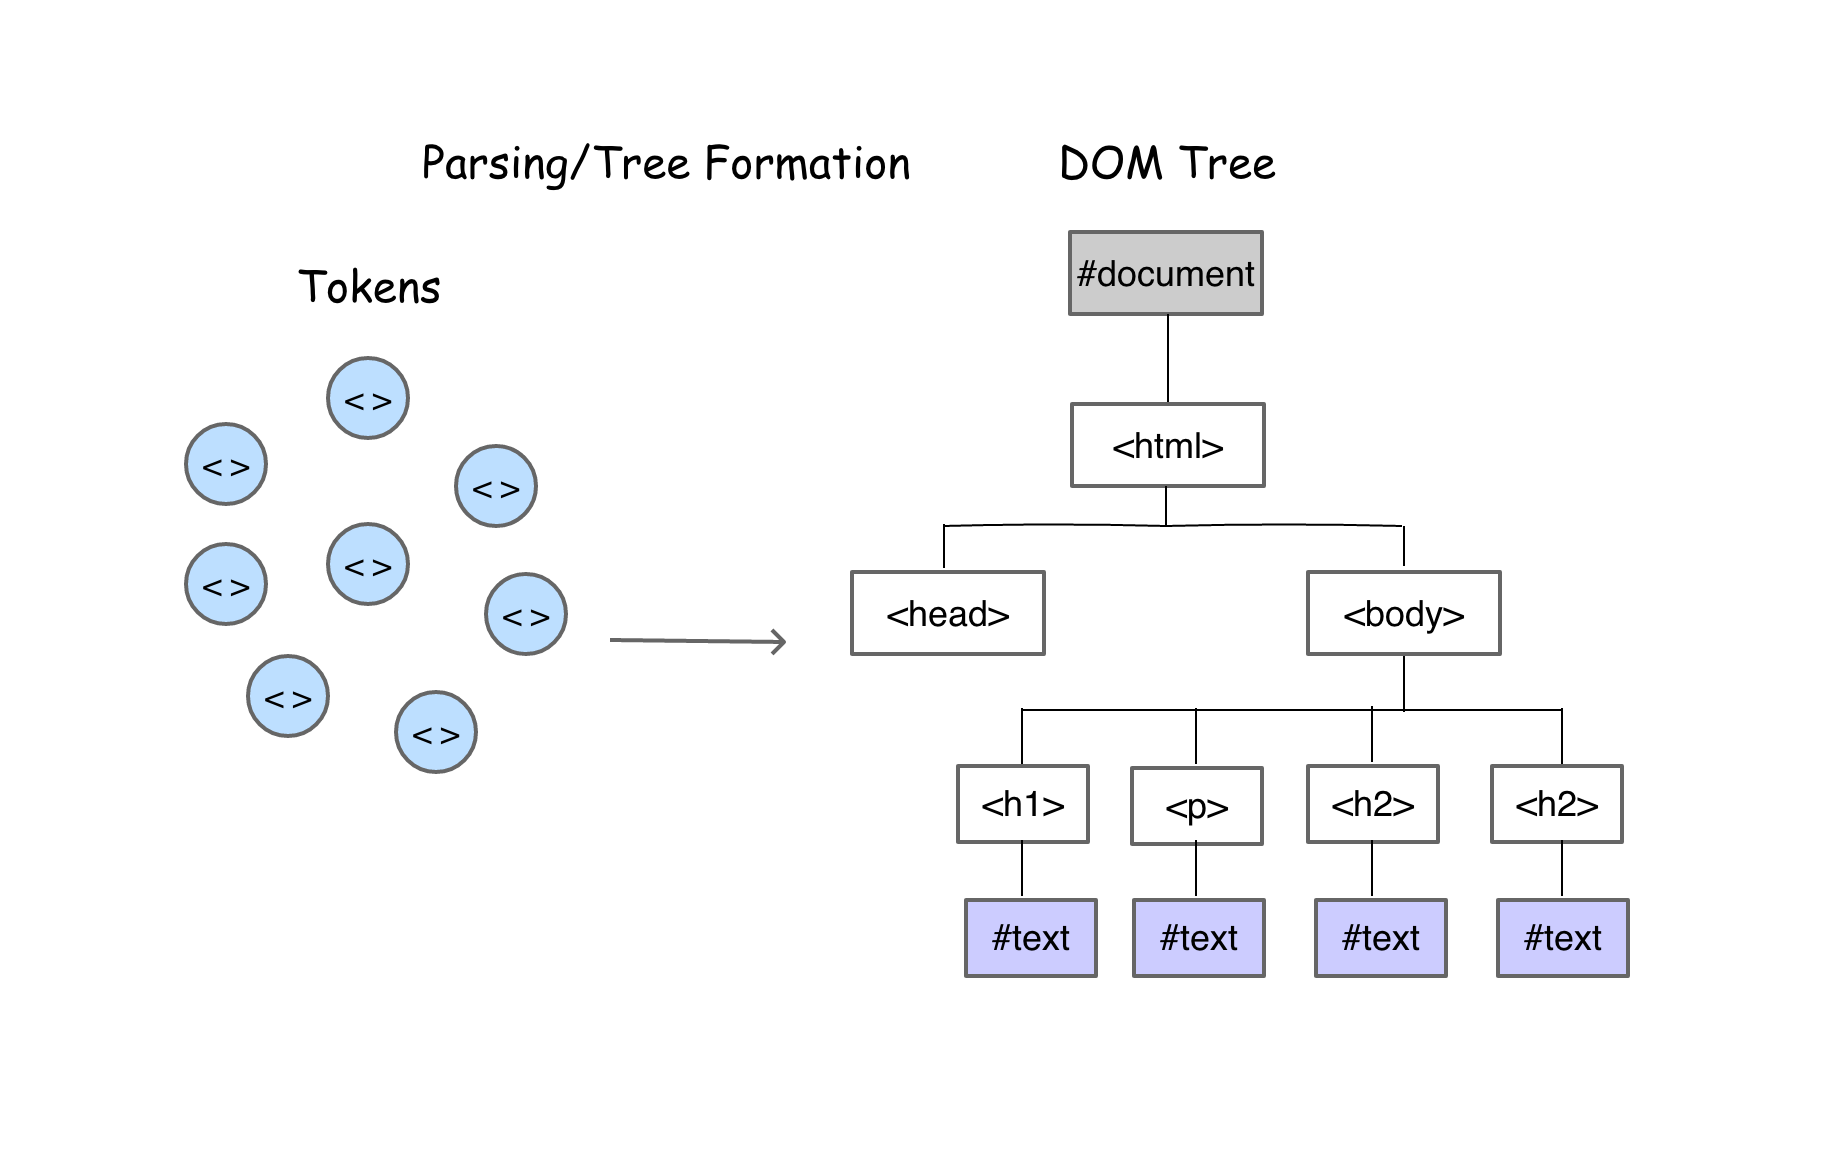 Parsing/Tree Formation
DOM Tree
Tokens
< >
< >
< >
< >
< >
< >
< >
< >
#document
<html>
<head>
<body>
<h1>
<p>
<h2>
<h2>
#text
#text
#text
#text